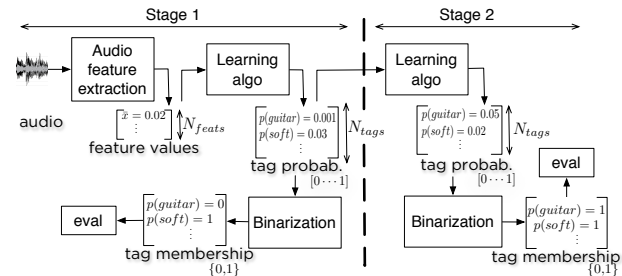 Stage 1
Stage 2
Audio
feature
extraction
Learning
algo
Learning
algo
audio
x̄ = 0.02
⋮
N_feats
feature values
p(guitar) = 0.001
p(soft) = 0.03
⋮
N_tags
tag probab.
[0 ⋯ 1]
p(guitar) = 0.05
p(soft) = 0.02
⋮
N_tags
tag probab.
[0 ⋯ 1]
eval
eval
p(guitar) = 0
p(soft) = 1
⋮
tag membership
{0,1}
Binarization
Binarization
p(guitar) = 1
p(soft) = 1
⋮
tag membership
{0,1}